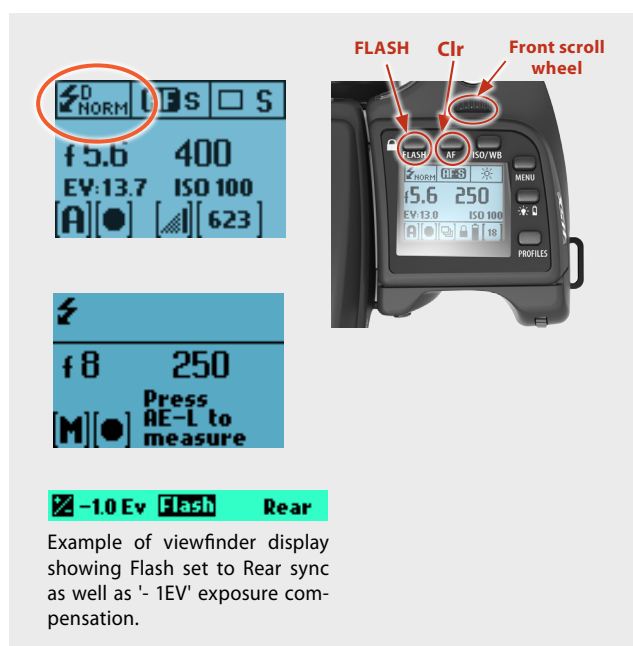 FLASH Clr Front scroll
wheel
D
NORM S S
f 5.6 400
EV:13.7 ISO 100
[A][●] [ ][ 623 ]
FLASH AF ISO/WB
NORM AF S
f5.6 250
EV:13.0 ISO 100
A 18
MENU
PROFILES
f 8 250
[M][●] Press
AE-L to
measure
-1.0 Ev Flash Rear
Example of viewfinder display
showing Flash set to Rear sync
as well as '- 1EV' exposure com-
pensation.